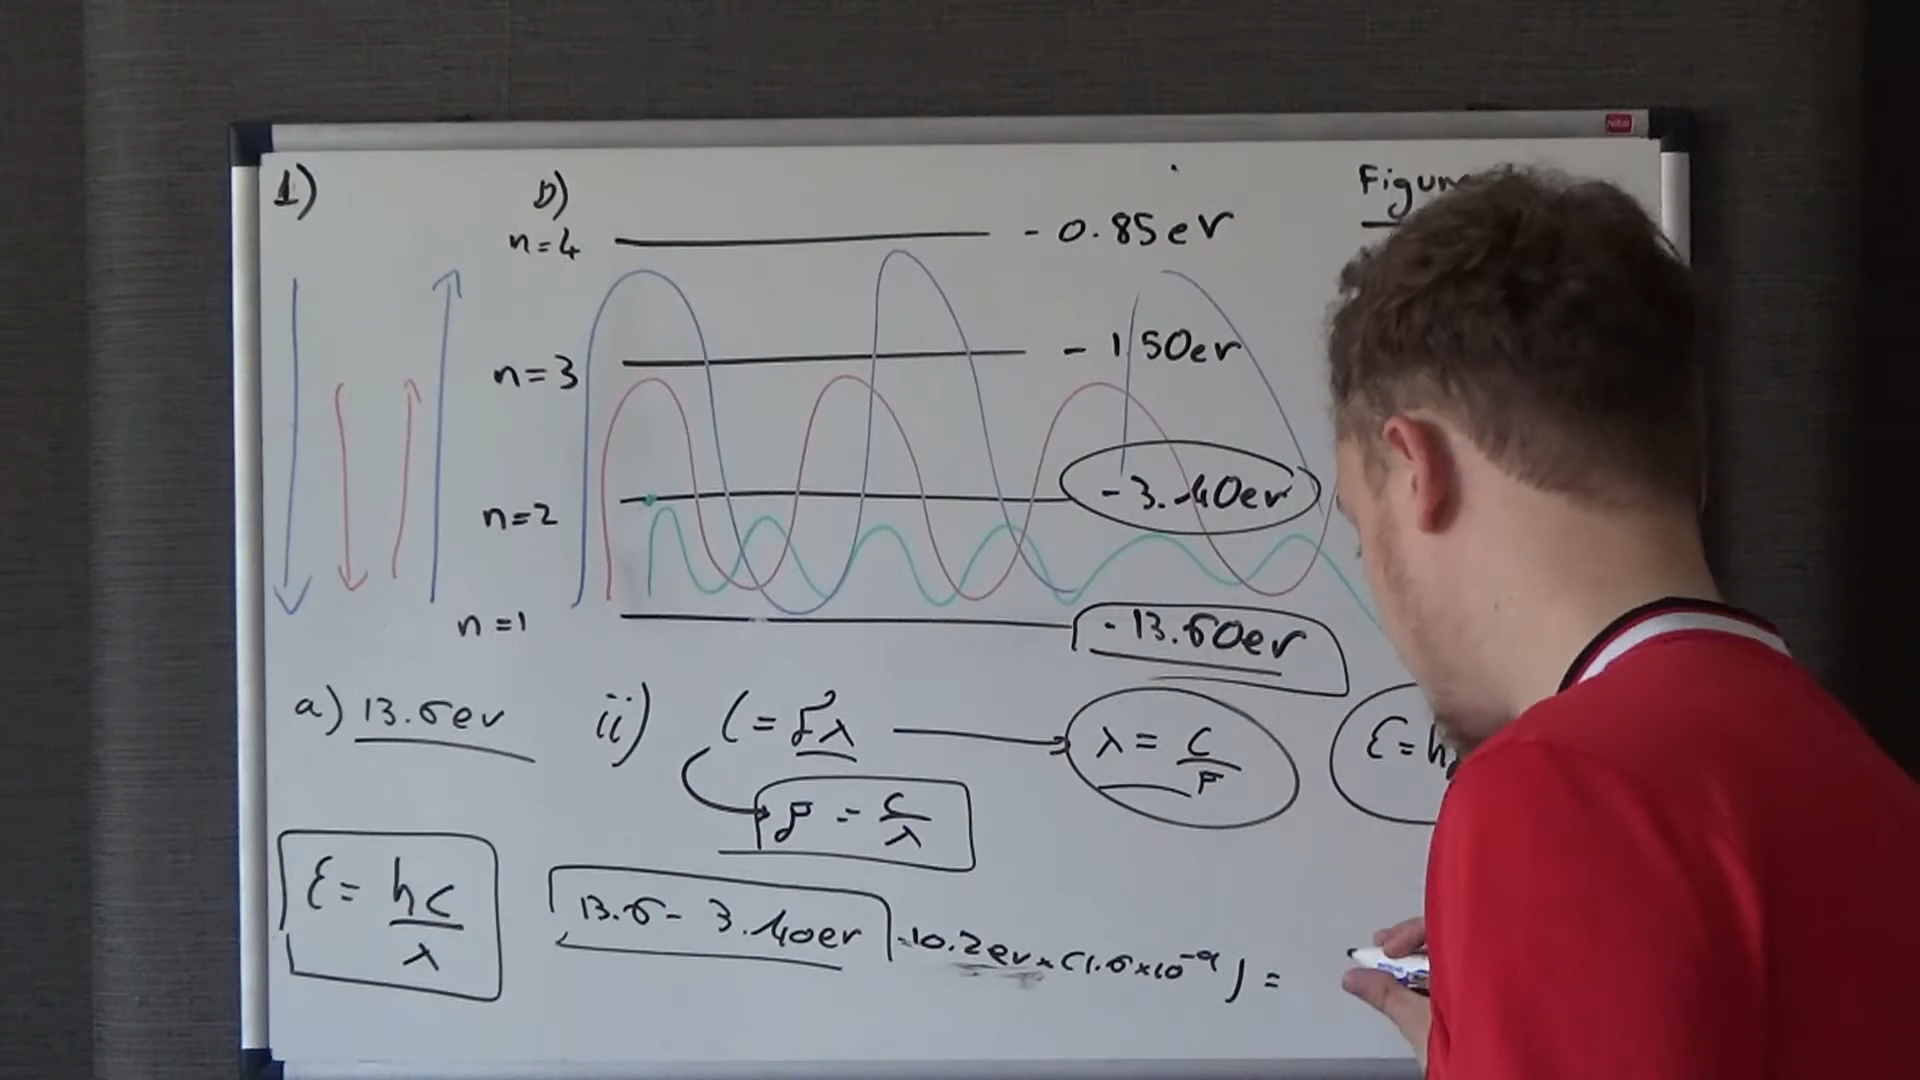 1)
b)
Figur
n=4
- 0.85eV
n=3
- 1.50eV
n=2
-3.40eV
n=1
-13.60eV
a) 13.6eV
ii) C = fλ
λ = C/F
E = h
f = C/λ
E = hc/λ
13.6 - 3.40eV
10.2eV × (1.6×10⁻⁹) =